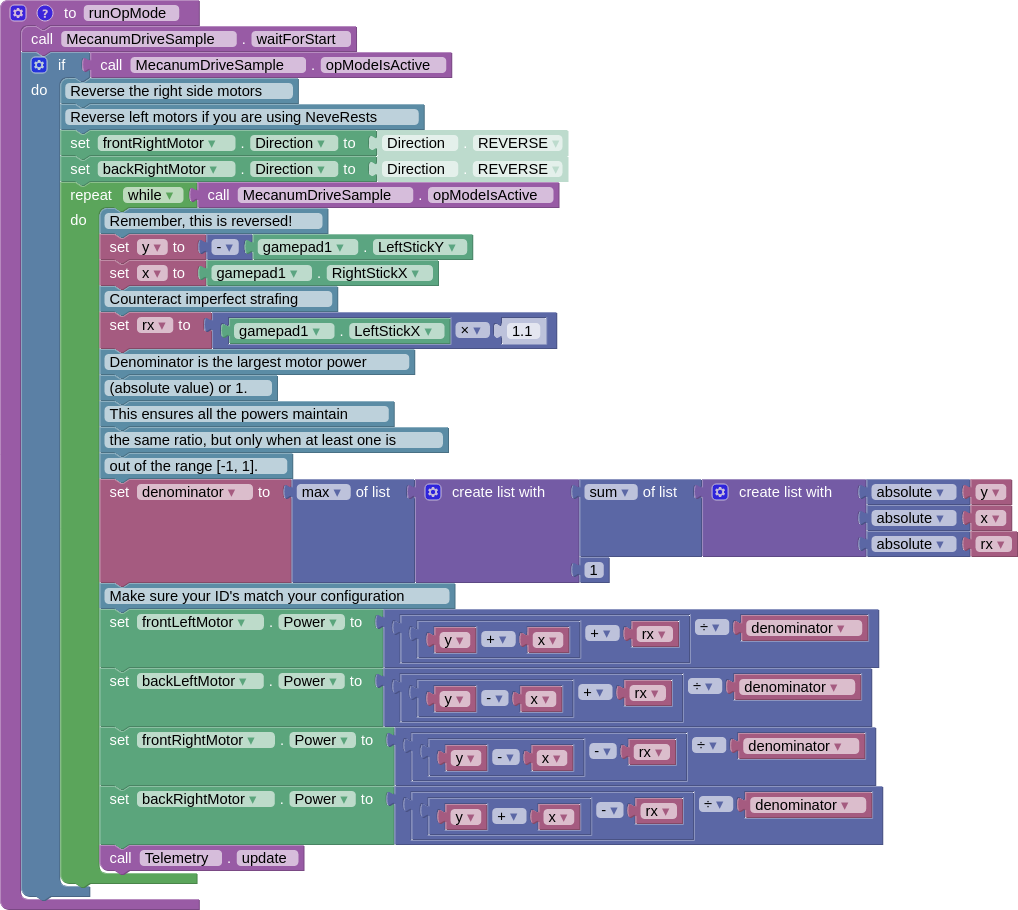 ? to runOpMode
call MecanumDriveSample . waitForStart
if call MecanumDriveSample . opModeIsActive
do Reverse the right side motors
Reverse left motors if you are using NeveRests
set frontRightMotor . Direction to Direction . REVERSE
set backRightMotor . Direction to Direction . REVERSE
repeat while call MecanumDriveSample . opModeIsActive
do Remember, this is reversed!
set y to - gamepad1 . LeftStickY
set x to gamepad1 . RightStickX
Counteract imperfect strafing
set rx to gamepad1 . LeftStickX × 1.1
Denominator is the largest motor power
(absolute value) or 1.
This ensures all the powers maintain
the same ratio, but only when at least one is
out of the range [-1, 1].
set denominator to max of list create list with sum of list create list with absolute y
absolute x
absolute rx
1
Make sure your ID's match your configuration
set frontLeftMotor . Power to y + x + rx ÷ denominator
set backLeftMotor . Power to y - x + rx ÷ denominator
set frontRightMotor . Power to y - x - rx ÷ denominator
set backRightMotor . Power to y + x - rx ÷ denominator
call Telemetry . update